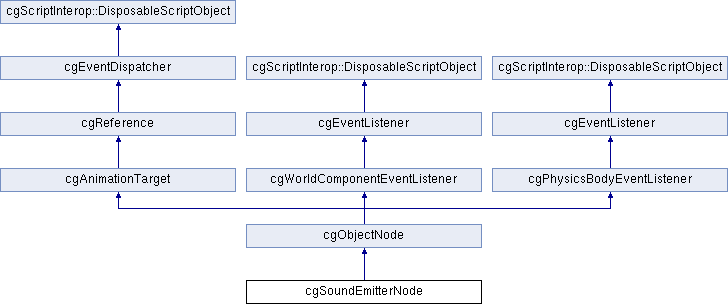 cgScriptInterop::DisposableScriptObject
cgEventDispatcher
cgScriptInterop::DisposableScriptObject
cgScriptInterop::DisposableScriptObject
cgReference
cgEventListener
cgEventListener
cgAnimationTarget
cgWorldComponentEventListener
cgPhysicsBodyEventListener
cgObjectNode
cgSoundEmitterNode